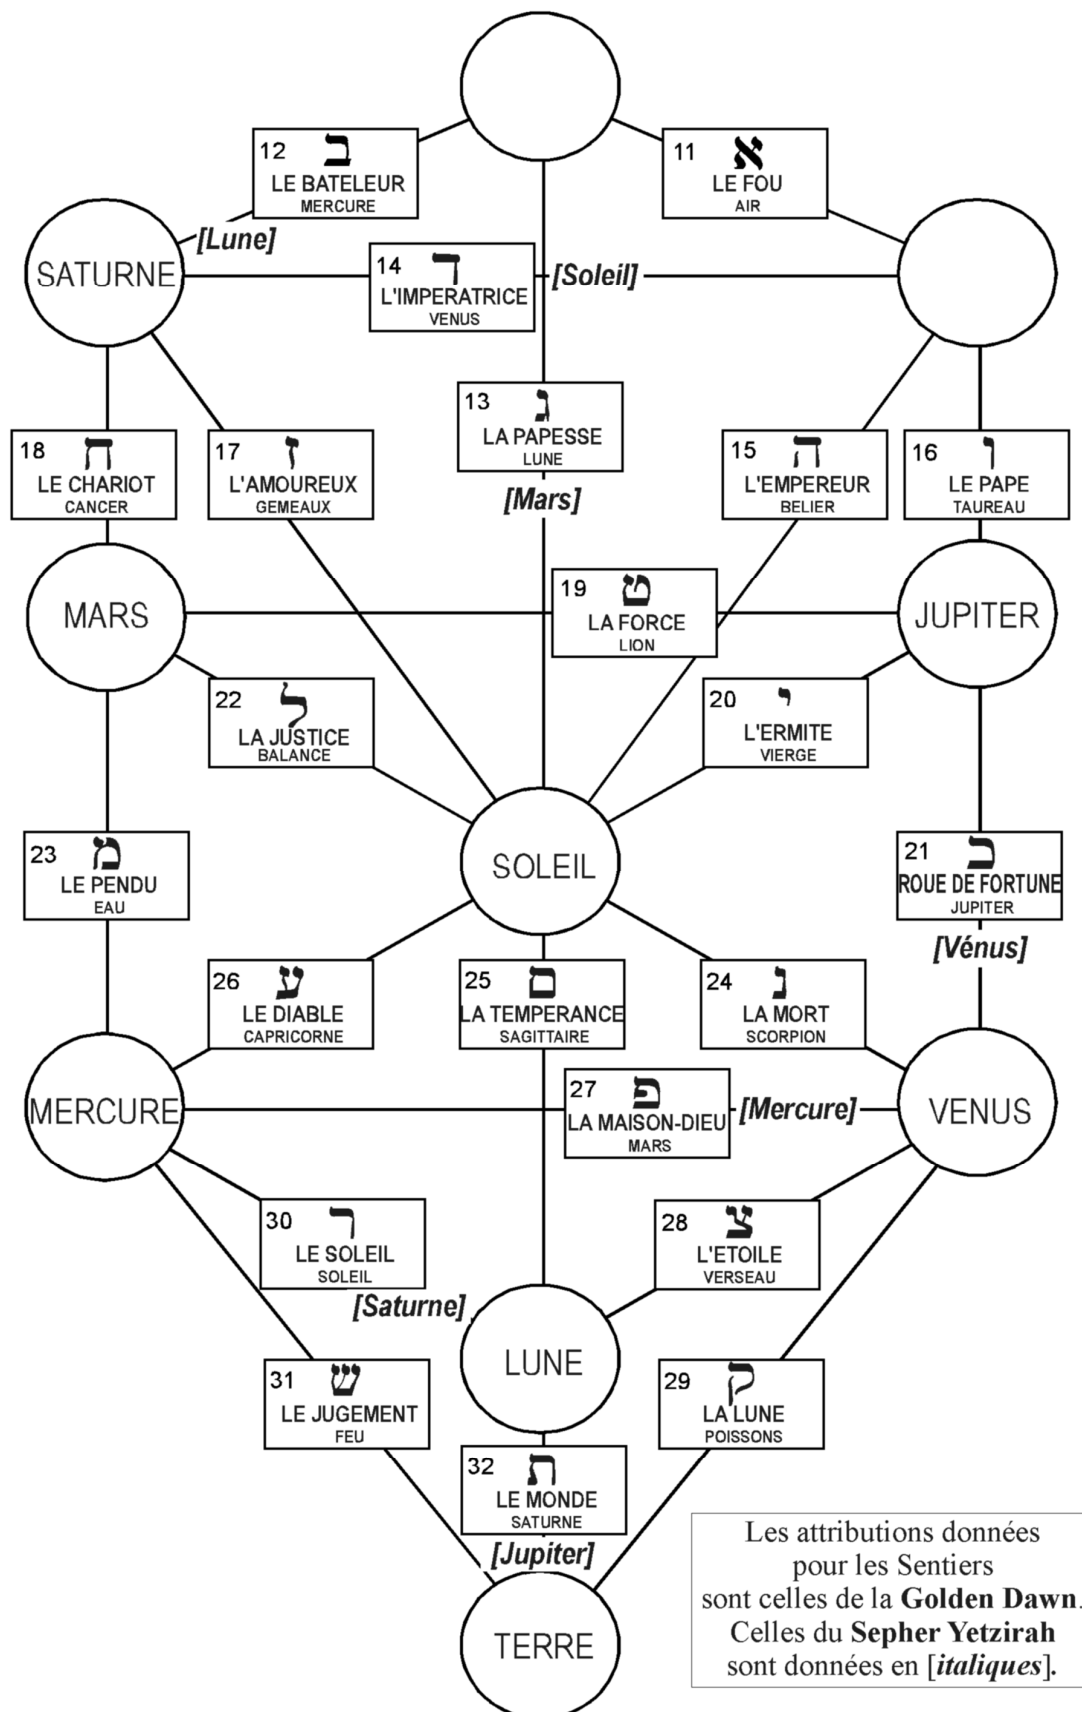 12 ב
LE BATELEUR
MERCURE
11 א
LE FOU
AIR
[Lune]
SATURNE
14 ד
L'IMPERATRICE
VENUS
[Soleil]
13 ג
LA PAPESSE
LUNE
[Mars]
18 ח
LE CHARIOT
CANCER
17 ז
L'AMOUREUX
GEMEAUX
15 ה
L'EMPEREUR
BELIER
16 ו
LE PAPE
TAUREAU
MARS
19 ט
LA FORCE
LION
JUPITER
22 ל
LA JUSTICE
BALANCE
20 י
L'ERMITE
VIERGE
23 מ
LE PENDU
EAU
SOLEIL
21 כ
ROUE DE FORTUNE
JUPITER
[Vénus]
26 ע
LE DIABLE
CAPRICORNE
25 ם
LA TEMPERANCE
SAGITTAIRE
24 נ
LA MORT
SCORPION
MERCURE
27 פ
LA MAISON-DIEU
MARS
[Mercure]
VENUS
30 ר
LE SOLEIL
SOLEIL
28 צ
L'ETOILE
VERSEAU
[Saturne]
LUNE
31 ש
LE JUGEMENT
FEU
29 ק
LA LUNE
POISSONS
32 ת
LE MONDE
SATURNE
[Jupiter]
TERRE
Les attributions données
pour les Sentiers
sont celles de la Golden Dawn.
Celles du Sepher Yetzirah
sont données en [italiques].